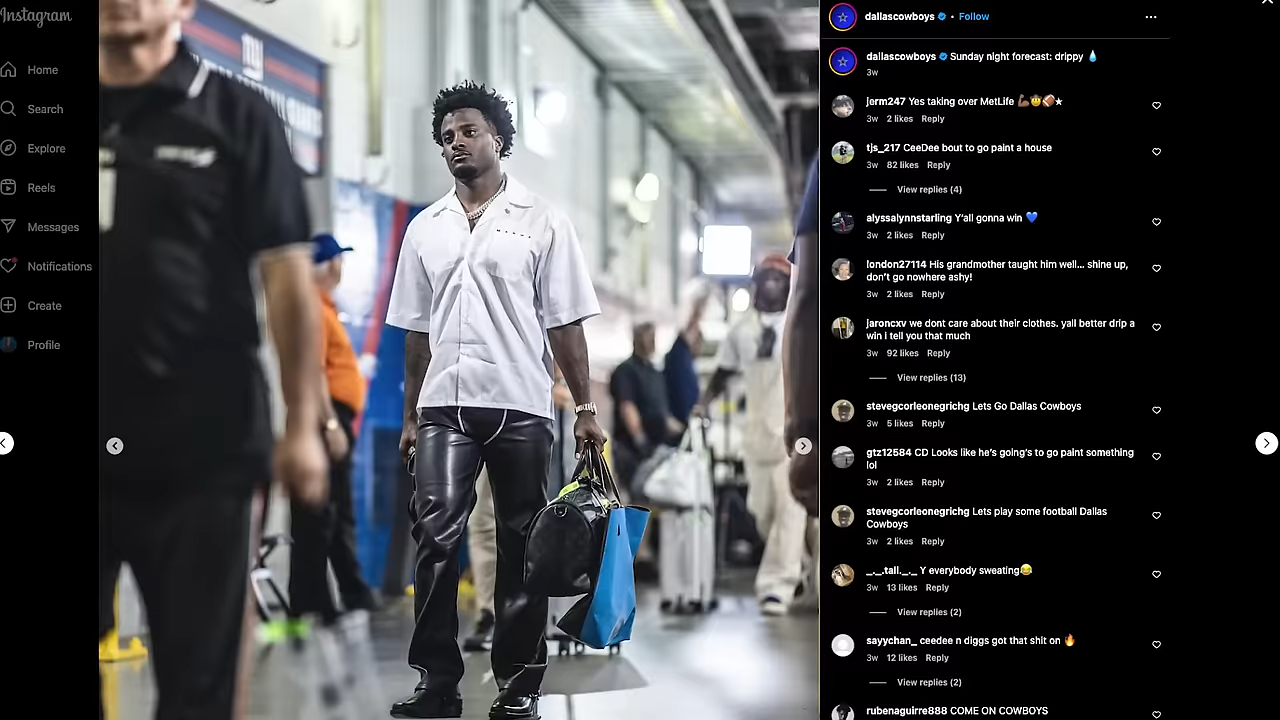 Instagram
Home
Search
Explore
Reels
Messages
Notifications
Create
Profile
dallascowboys • Follow
dallascowboys Sunday night forecast: drippy 💧
3w
jerm247 Yes taking over MetLife 💪🏿🤠🏈★
3w 2 likes Reply
tjs_217 CeeDee bout to go paint a house
3w 82 likes Reply
View replies (4)
alyssalynnstarling Y'all gonna win 💙
3w 2 likes Reply
london27114 His grandmother taught him well... shine up,
don't go nowhere ashy!
3w 2 likes Reply
jaroncxv we dont care about their clothes. yall better drip a
win i tell you that much
3w 92 likes Reply
View replies (13)
stevegcorleonegrichg Lets Go Dallas Cowboys
3w 5 likes Reply
gtz12584 CD Looks like he's going's to go paint something
lol
3w 2 likes Reply
stevegcorleonegrichg Lets play some football Dallas
Cowboys
3w 2 likes Reply
_._.tall._._ Y everybody sweating😂
3w 13 likes Reply
View replies (2)
sayychan_ ceedee n diggs got that shit on 🔥
3w 12 likes Reply
View replies (2)
rubenaguirre888 COME ON COWBOYS